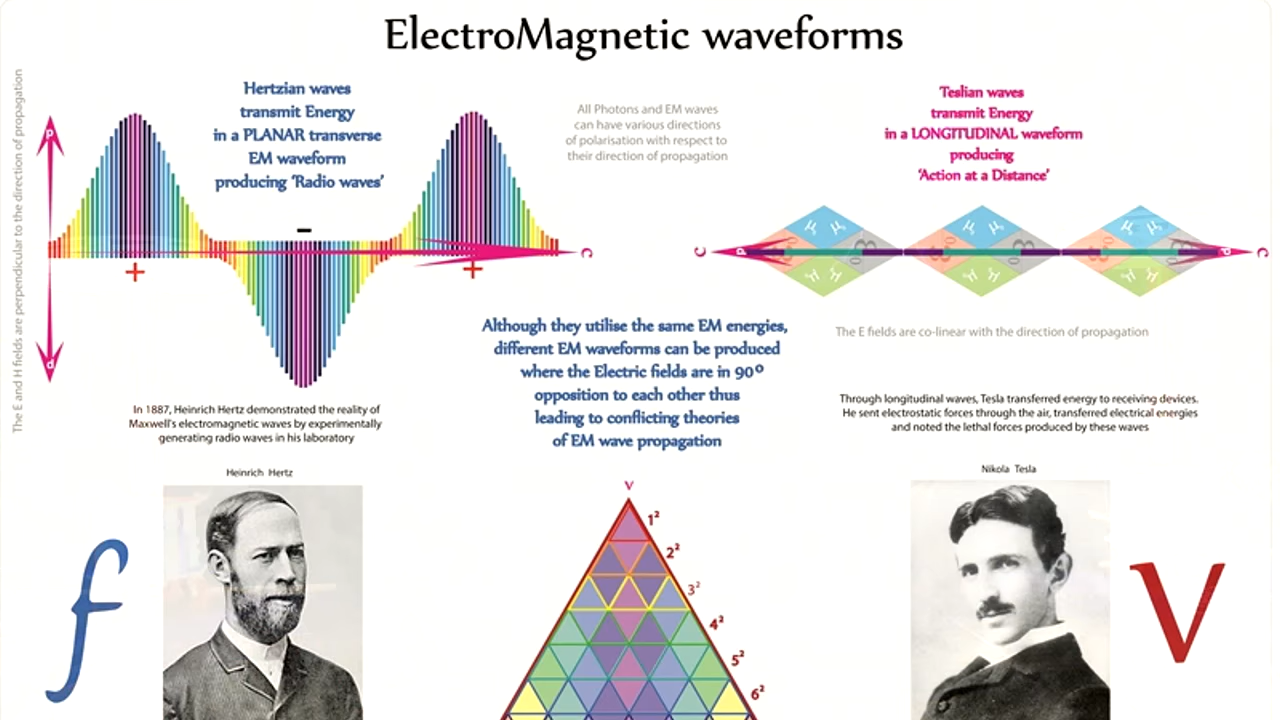 ElectroMagnetic waveforms
The E and H fields are perpendicular to the direction of propagation
Hertzian waves
transmit Energy
in a PLANAR transverse
EM waveform
producing 'Radio waves'
All Photons and EM waves
can have various directions
of polarisation with respect to
their direction of propagation
Teslian waves
transmit Energy
in a LONGITUDINAL waveform
producing
'Action at a Distance'
p
-
+
+
c
d
c
p
p
c
The E fields are co-linear with the direction of propagation
Although they utilise the same EM energies,
different EM waveforms can be produced
where the Electric fields are in 90º
opposition to each other thus
leading to conflicting theories
of EM wave propagation
In 1887, Heinrich Hertz demonstrated the reality of
Maxwell's electromagnetic waves by experimentally
generating radio waves in his laboratory
Through longitudinal waves, Tesla transferred energy to receiving devices.
He sent electrostatic forces through the air, transferred electrical energies
and noted the lethal forces produced by these waves
Heinrich Hertz
Nikola Tesla
f
v
1²
2²
3²
4²
5²
6²
v